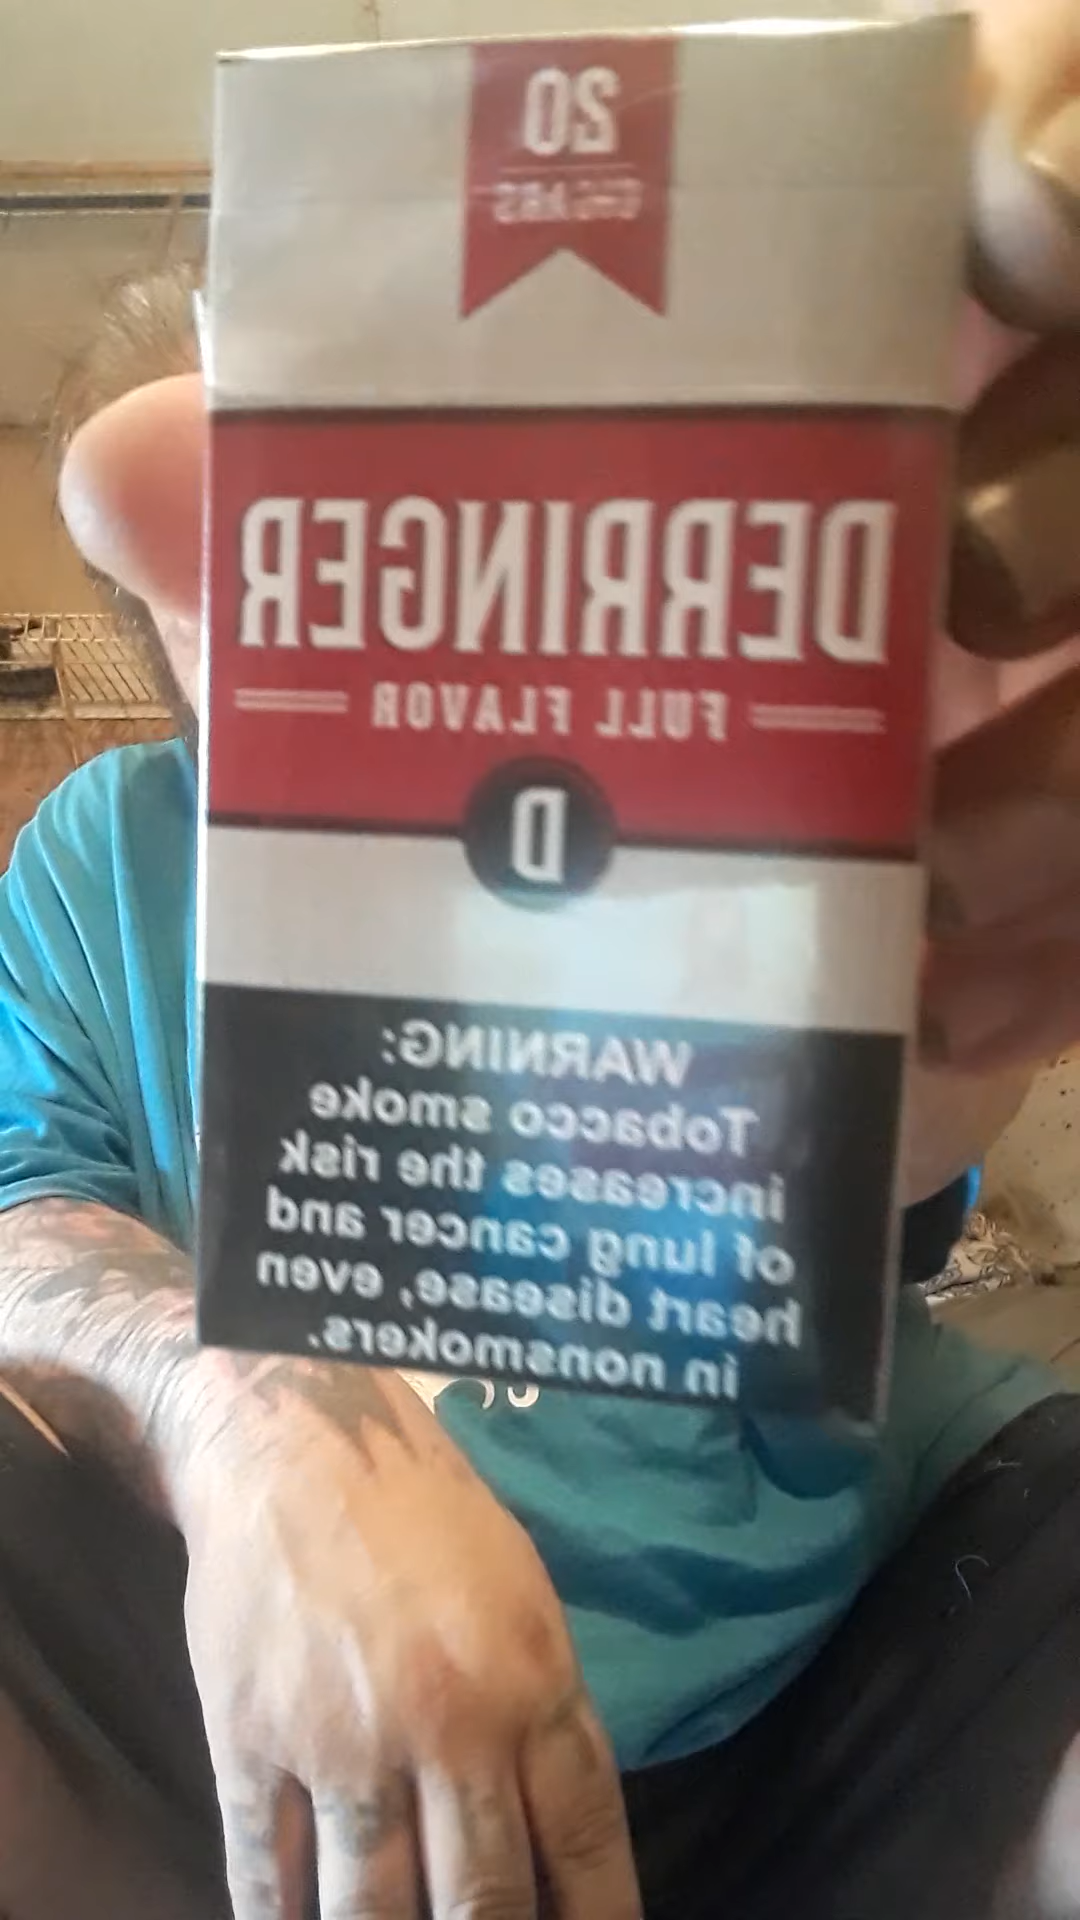 20
CIGARS
DERRINGER
FULL FLAVOR
D
WARNING:
Tobacco smoke
increases the risk
of lung cancer and
heart disease, even
in nonsmokers.